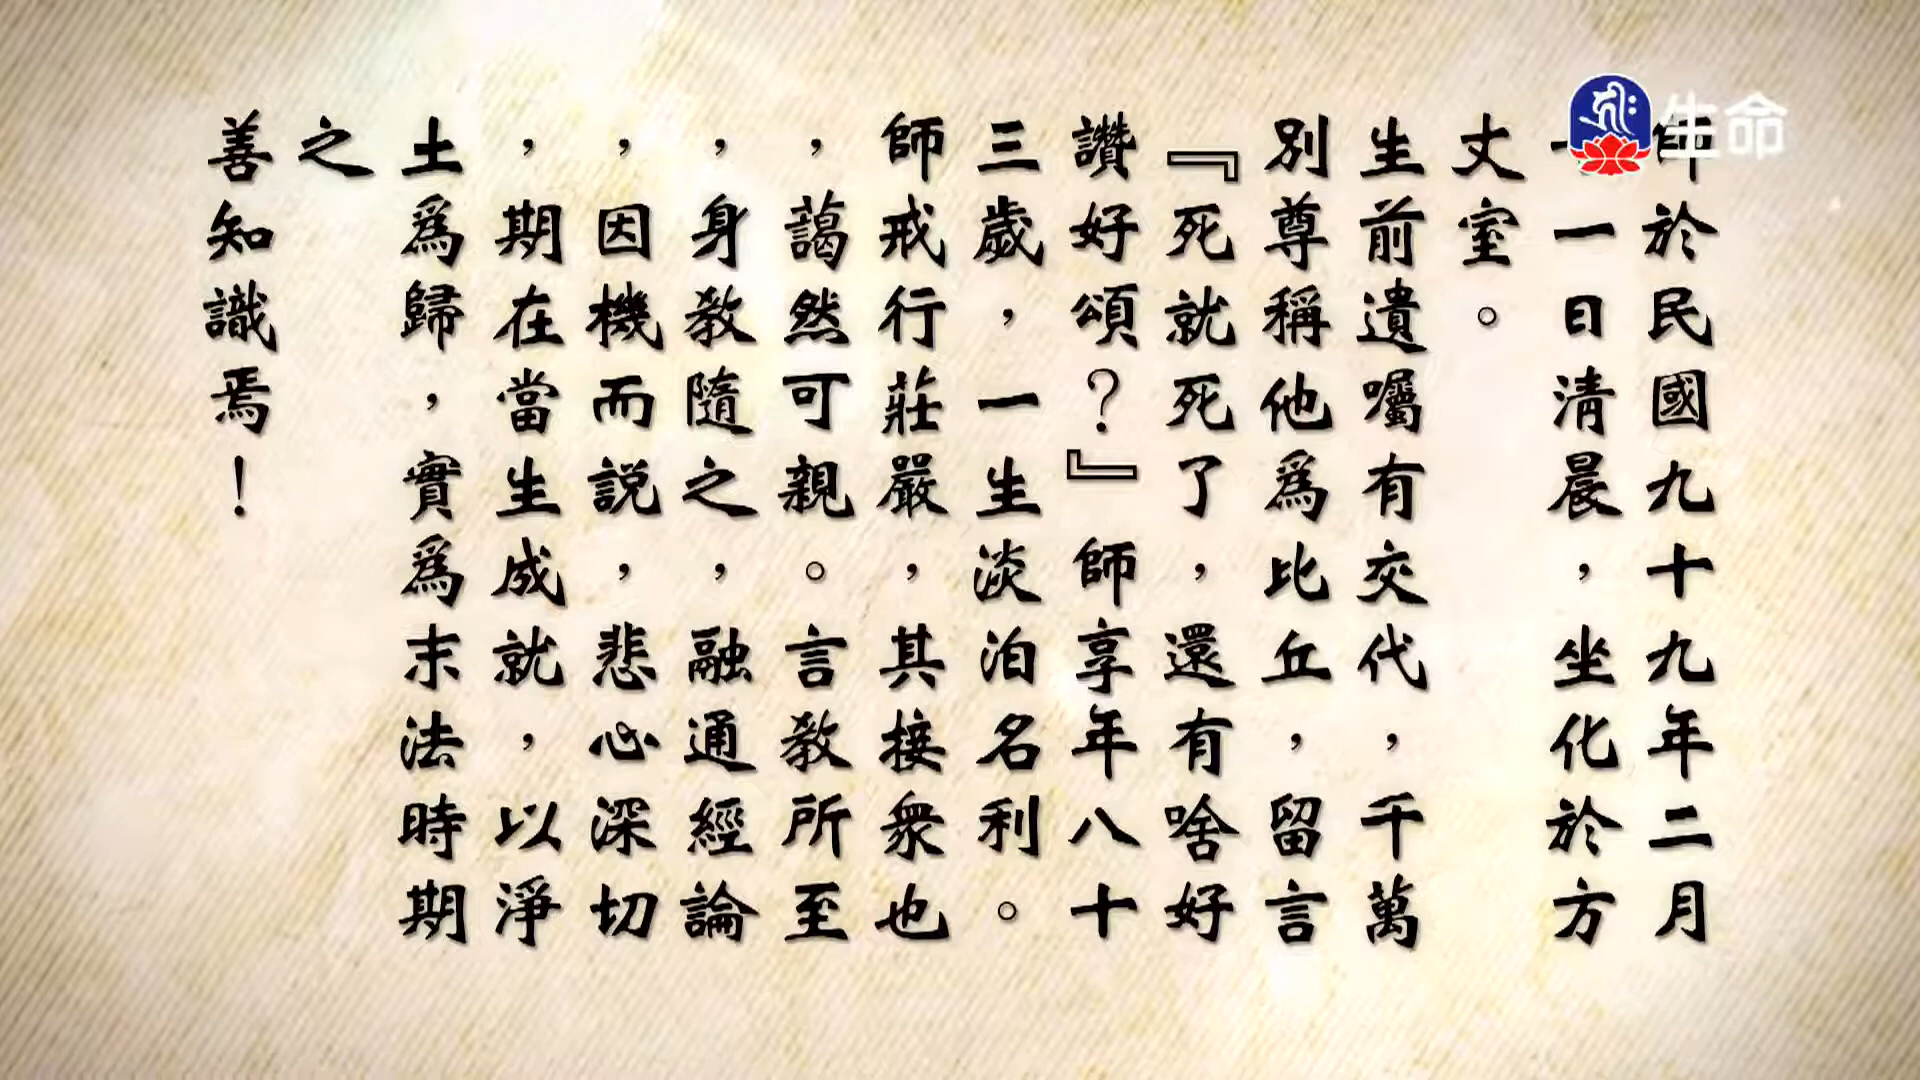 師於民國九十九年二月
一日清晨，坐化於方
丈室。
生前遺囑有交代，千萬
別尊稱他為比丘，留言
『死就死死了，還有啥好
讚好頌？』師享年八十
三歲，一生淡泊名利。
師戒行莊嚴，其接衆也
，藹然可親。言教所至
，身教隨之，融通經論
，因機而説，悲心深切
，期在當生成就，以淨
土為歸，實為末法時期
之
善知識焉！
生命